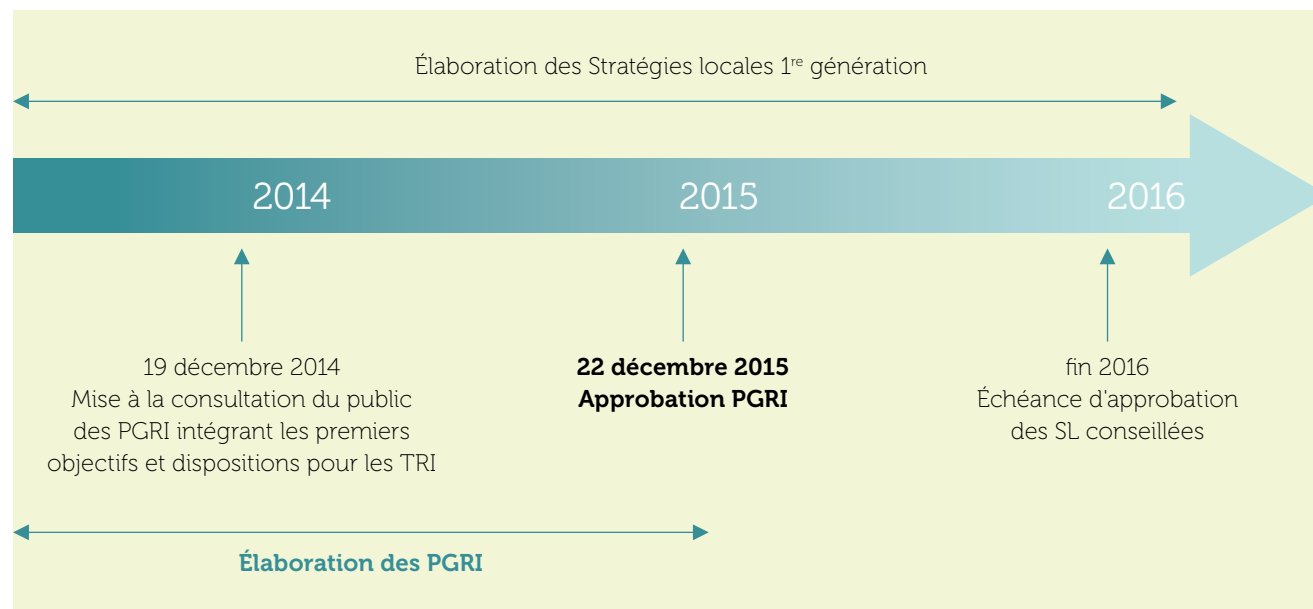 Élaboration des Stratégies locales 1re génération
2014
2015
2016
19 décembre 2014
Mise à la consultation du public
des PGRI intégrant les premiers
objectifs et dispositions pour les TRI
22 décembre 2015
Approbation PGRI
fin 2016
Échéance d'approbation
des SL conseillées
Élaboration des PGRI